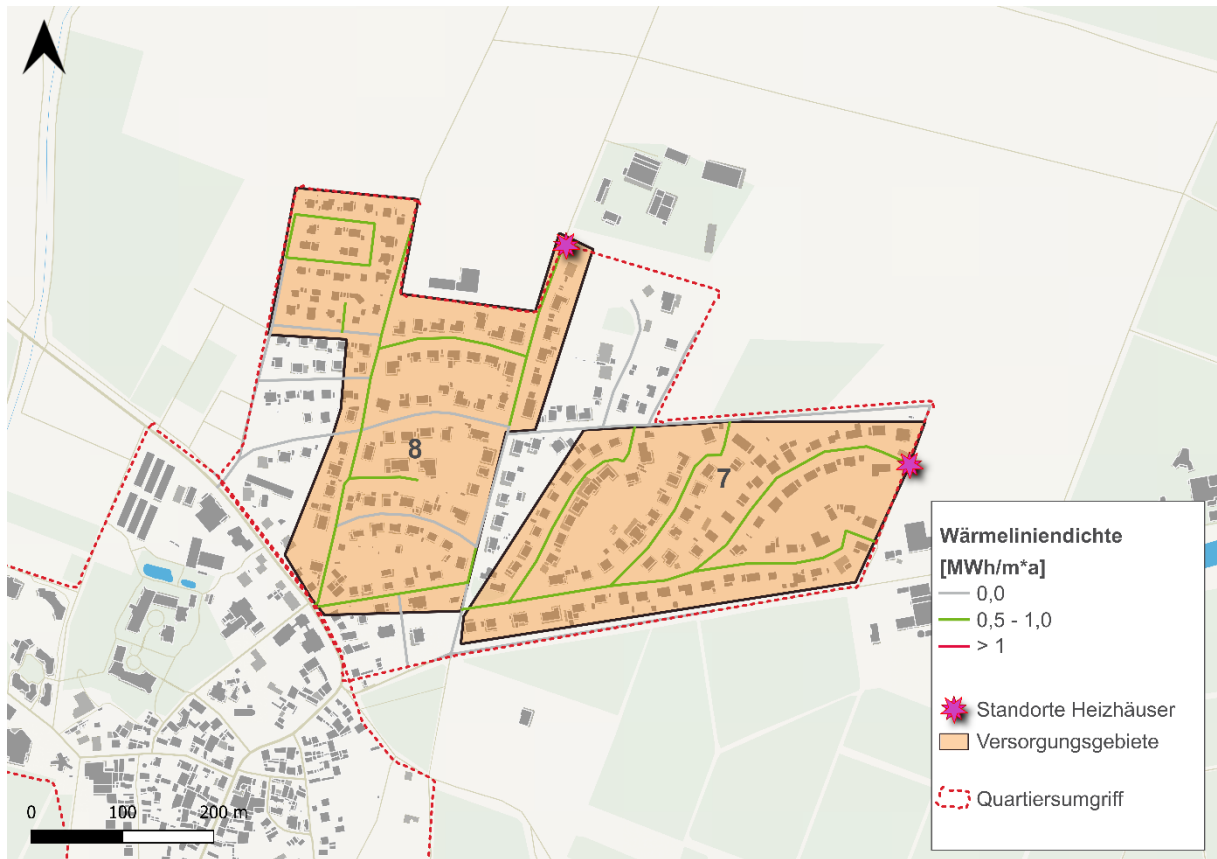 8
7
Wärmeliniendichte
[MWh/m*a]
0,0
0,5 - 1,0
> 1
Standorte Heizhäuser
Versorgungsgebiete
Quartiersumgriff
0 100 200 m